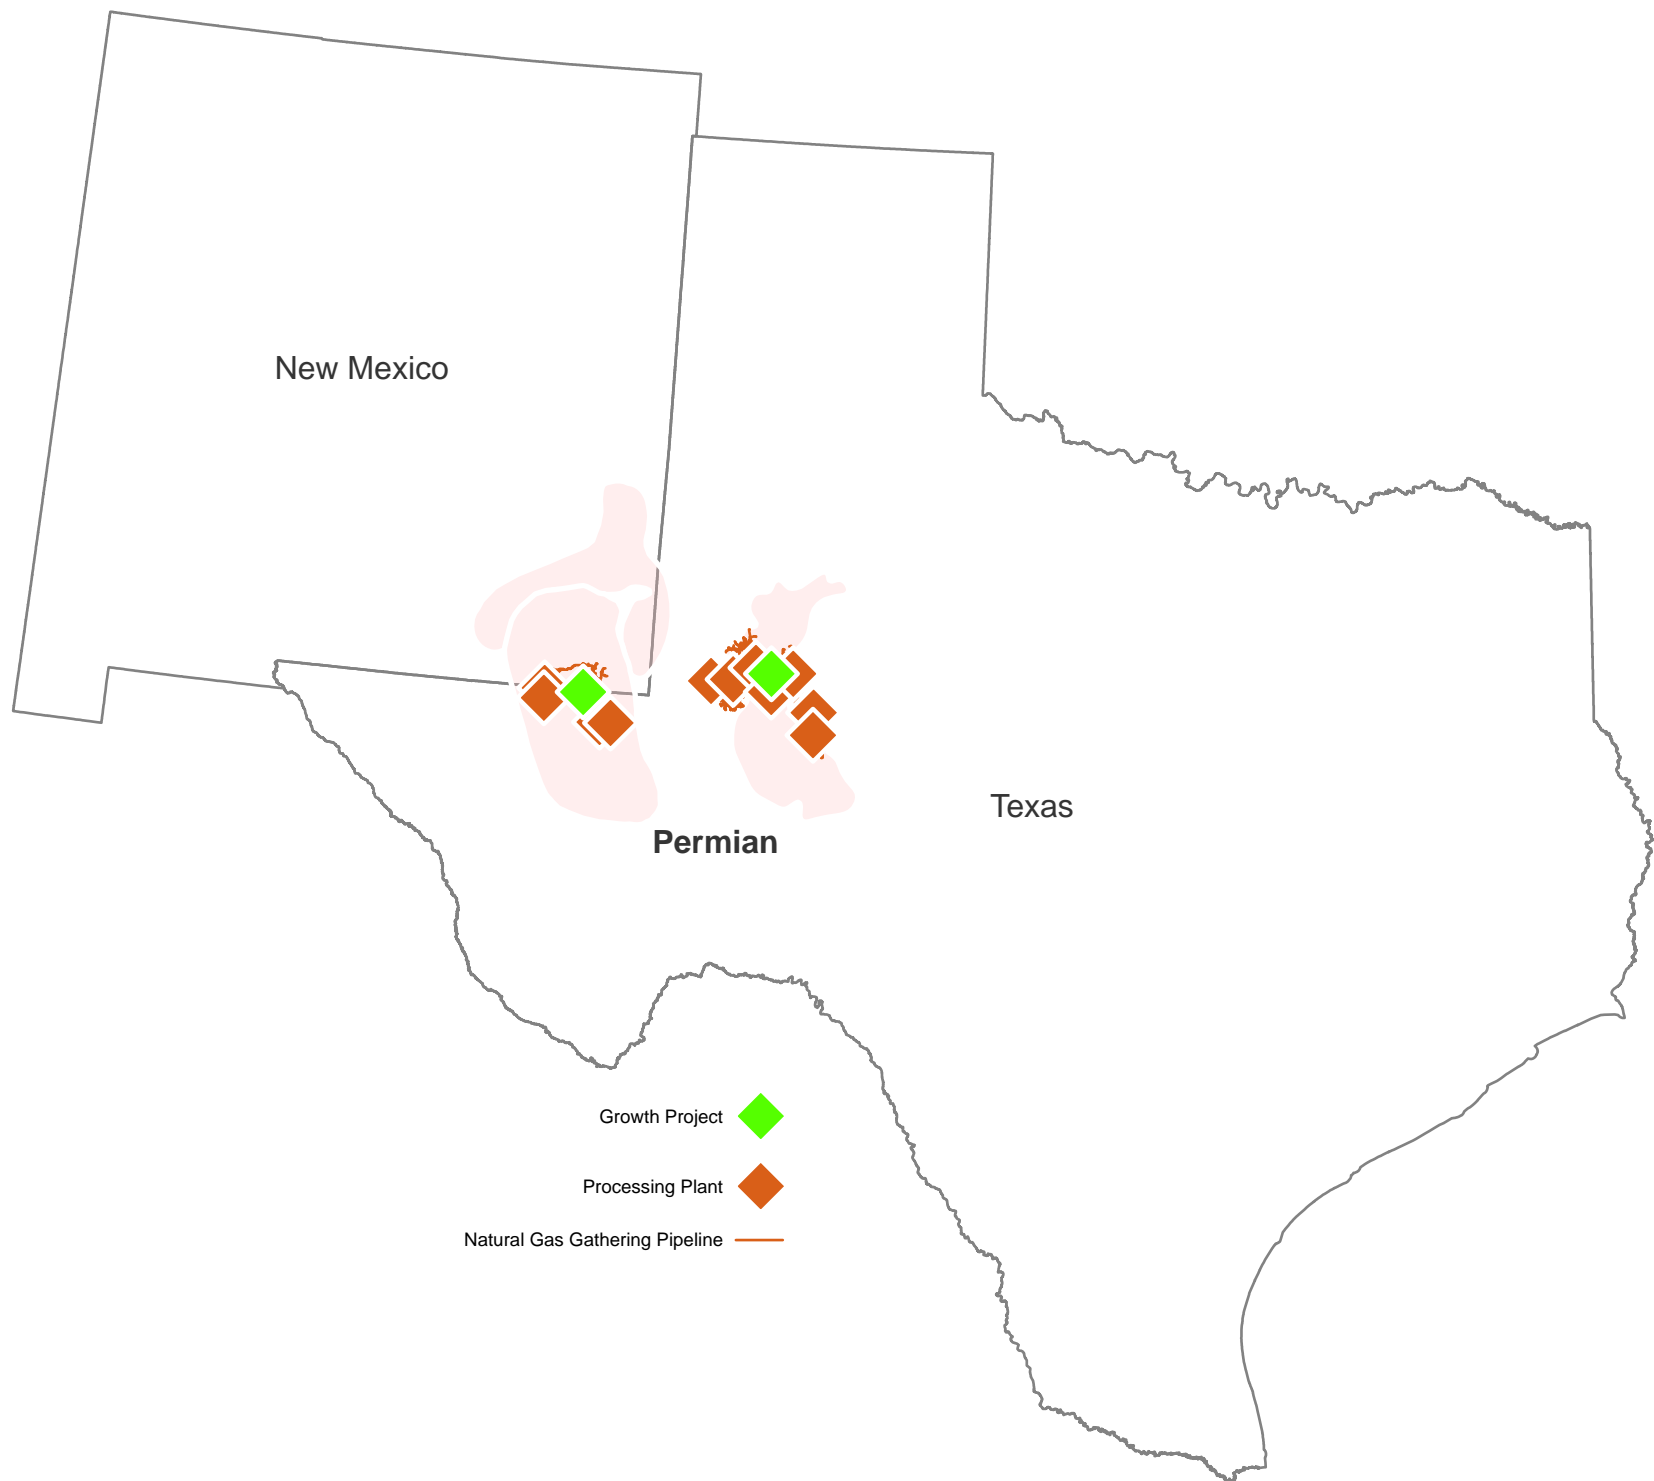 New Mexico
Texas
Permian
Growth Project
Processing Plant
Natural Gas Gathering Pipeline